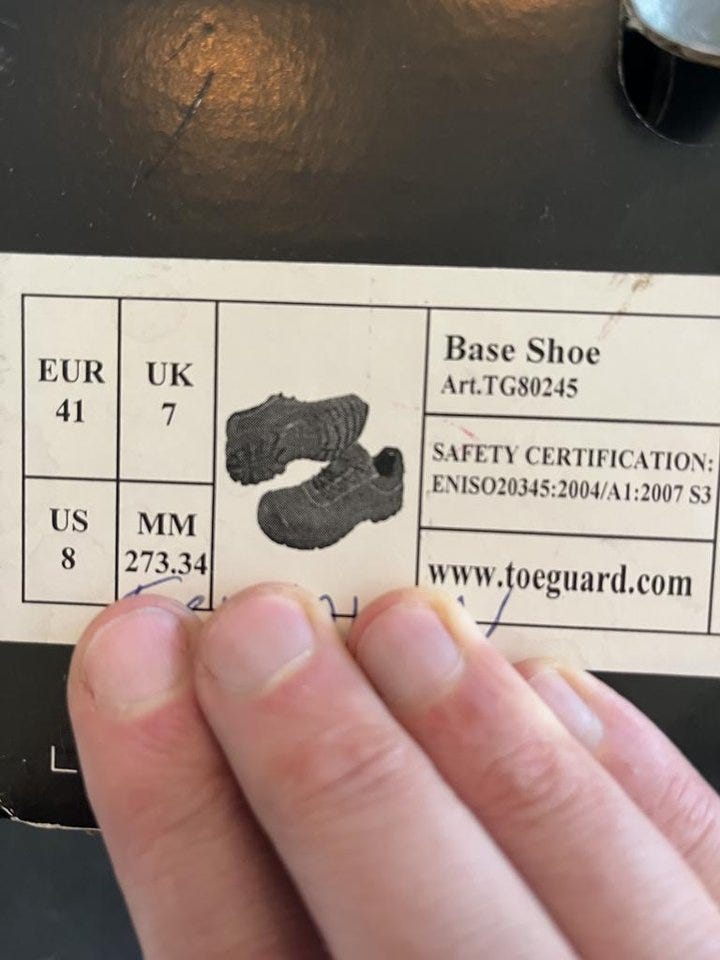 EUR
41
UK
7
US
8
MM
273.34
Base Shoe
Art.TG80245
SAFETY CERTIFICATION:
ENISO20345:2004/A1:2007 S3
www.toeguard.com